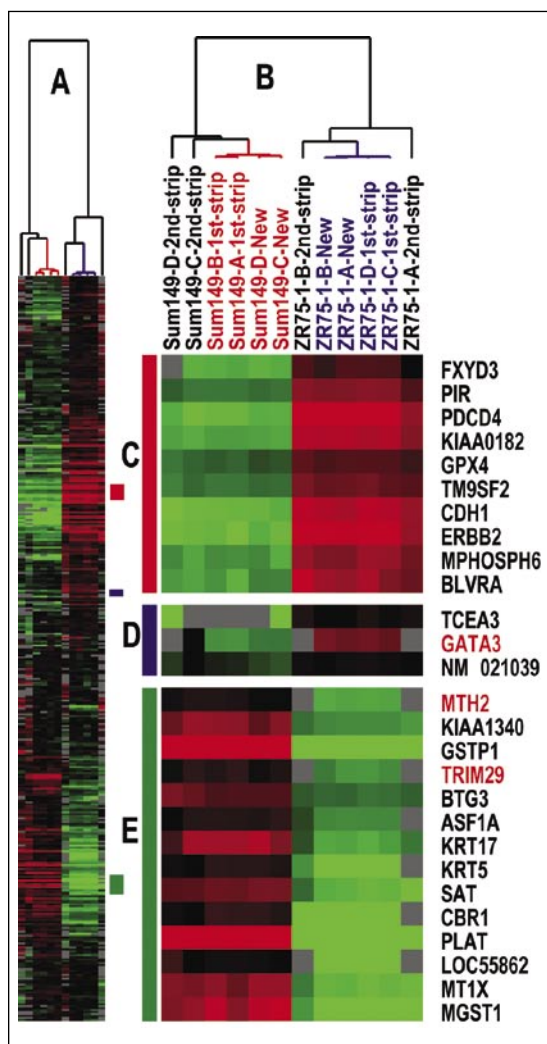 A
B
Sum149-D-2nd-strip
Sum149-C-2nd-strip
Sum149-B-1st-strip
Sum149-A-1st-strip
Sum149-D-New
Sum149-C-New
ZR75-1-B-2nd-strip
ZR75-1-B-New
ZR75-1-A-New
ZR75-1-D-1st-strip
ZR75-1-C-1st-strip
ZR75-1-A-2nd-strip
C
FXYD3
PIR
PDCD4
KIAA0182
GPX4
TM9SF2
CDH1
ERBB2
MPHOSPH6
BLVRA
D
TCEA3
GATA3
NM 021039
E
MTH2
KIAA1340
GSTP1
TRIM29
BTG3
ASF1A
KRT17
KRT5
SAT
CBR1
PLAT
LOC55862
MT1X
MGST1